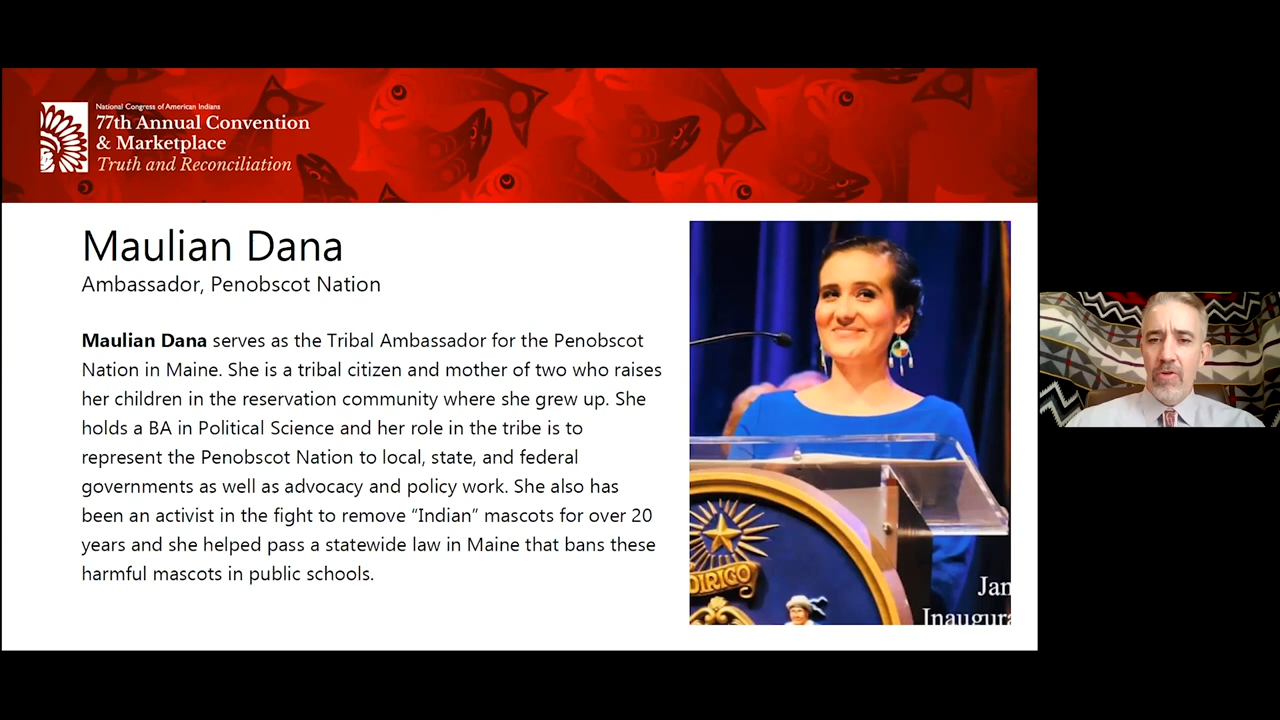 National Congress of American Indians
77th Annual Convention
& Marketplace
Truth and Reconciliation
Maulian Dana
Ambassador, Penobscot Nation
Maulian Dana serves as the Tribal Ambassador for the Penobscot
Nation in Maine. She is a tribal citizen and mother of two who raises
her children in the reservation community where she grew up. She
holds a BA in Political Science and her role in the tribe is to
represent the Penobscot Nation to local, state, and federal
governments as well as advocacy and policy work. She also has
been an activist in the fight to remove “Indian” mascots for over 20
years and she helped pass a statewide law in Maine that bans these
harmful mascots in public schools.
DIRIGO
Jan
Inaugura